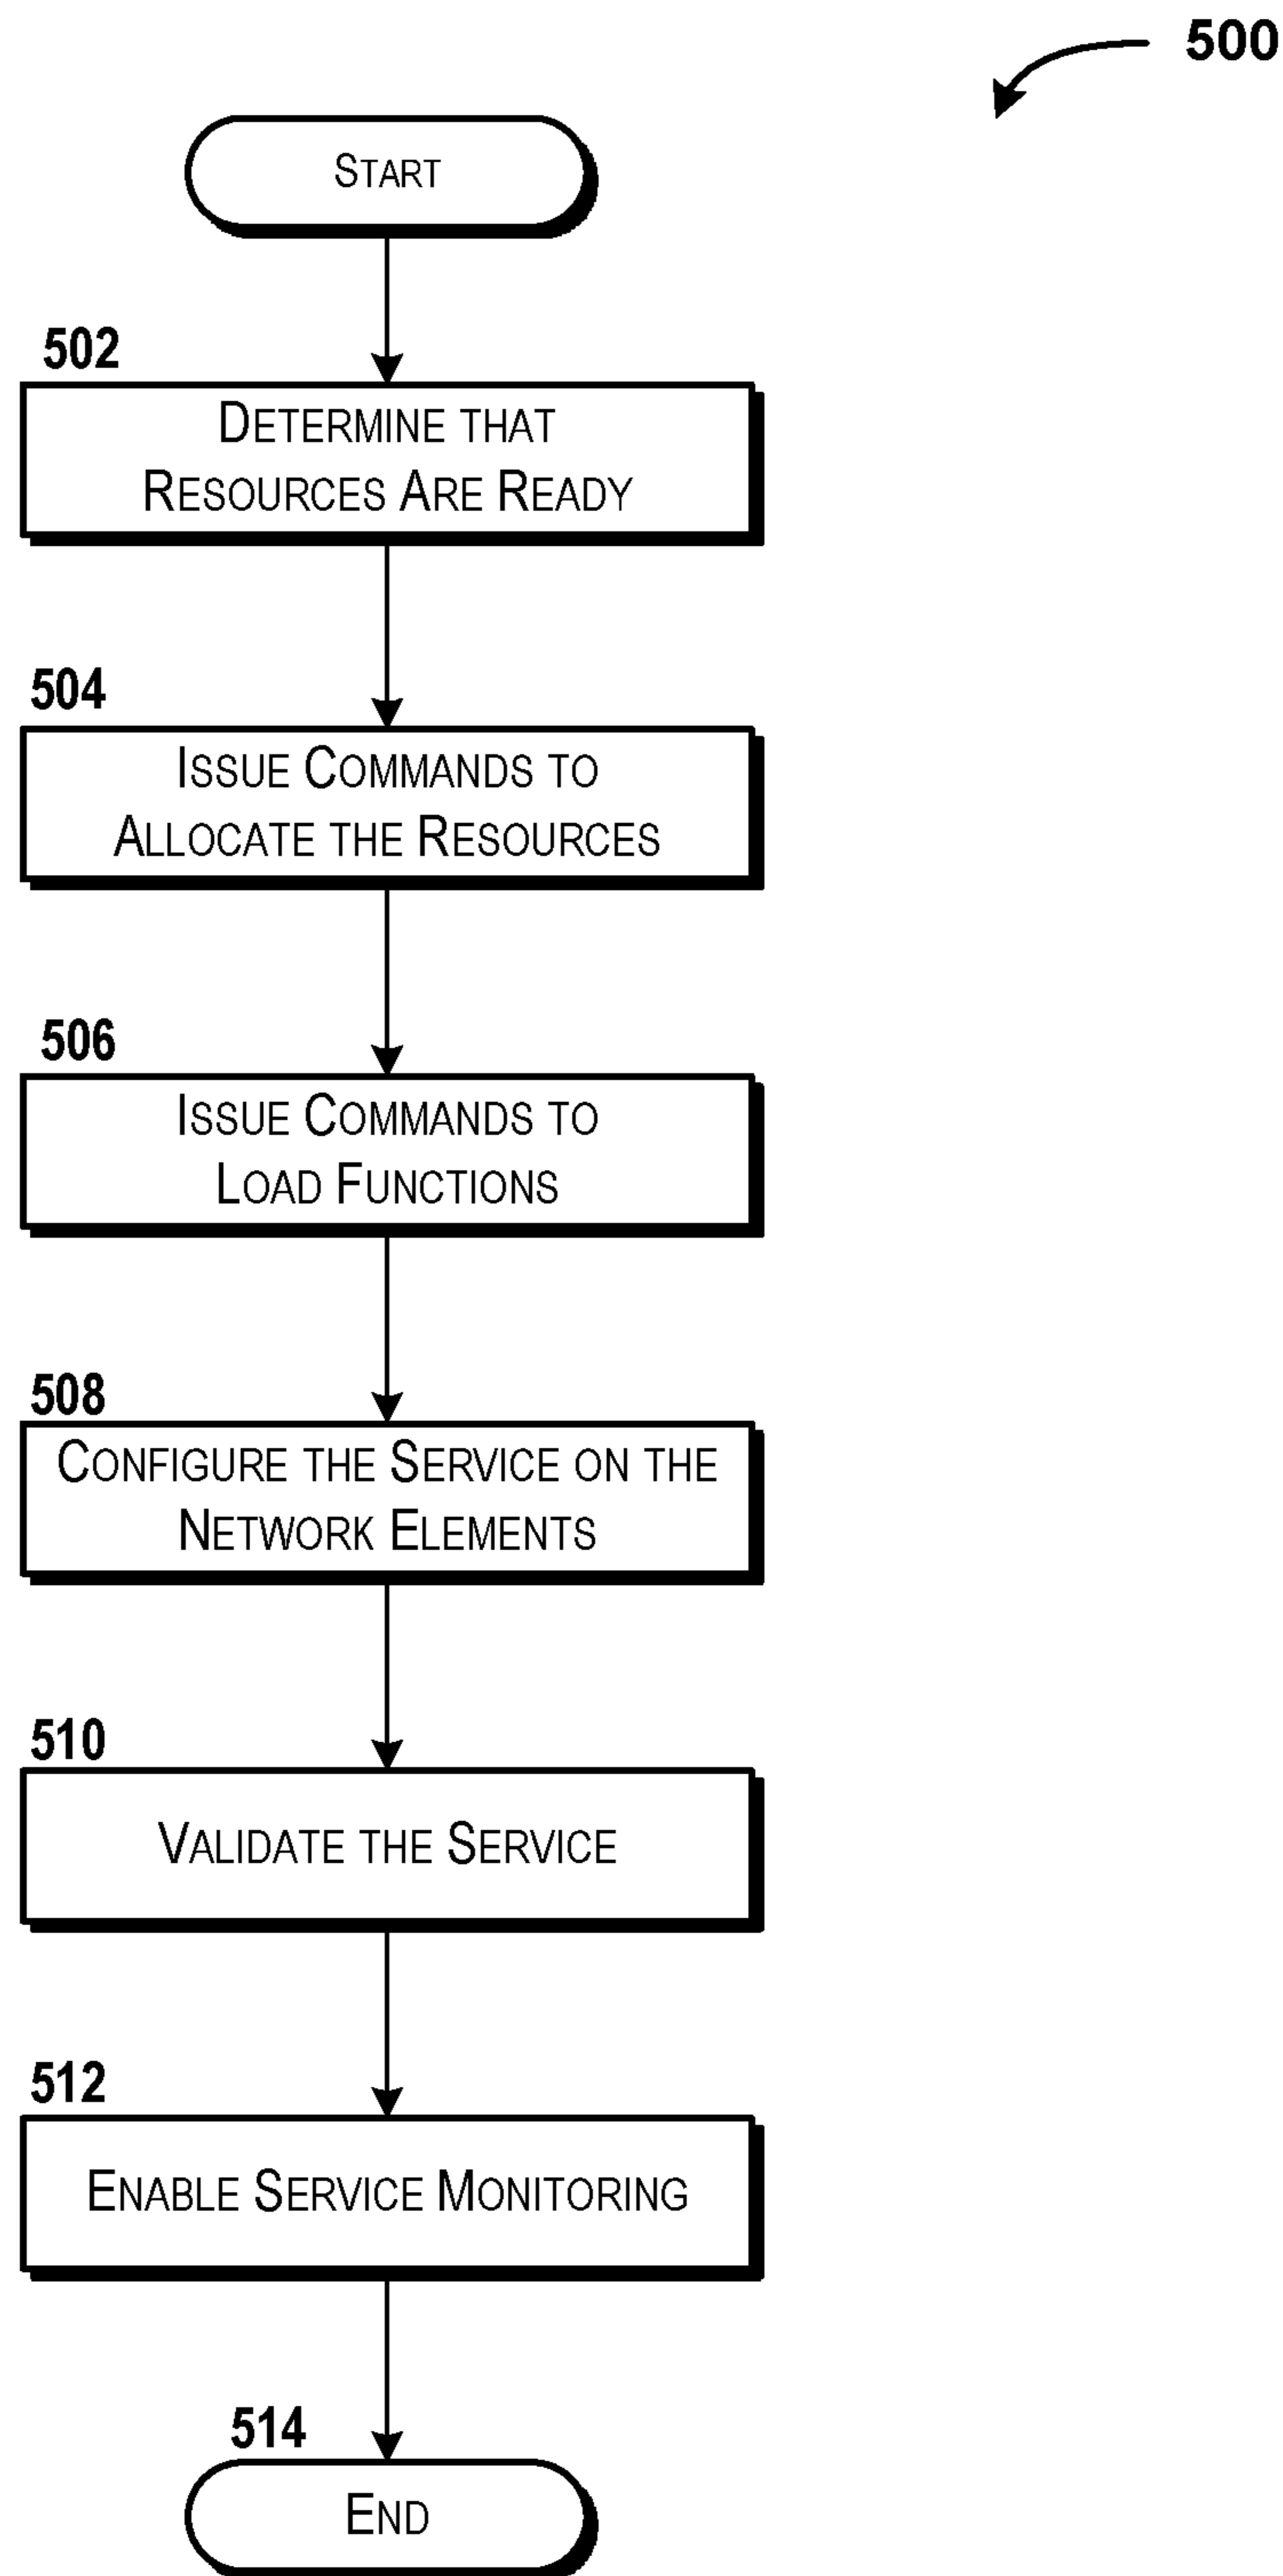 500
START
502
DETERMINE THAT
RESOURCES ARE READY
504
ISSUE COMMANDS TO
ALLOCATE THE RESOURCES
506
ISSUE COMMANDS TO
LOAD FUNCTIONS
508
CONFIGURE THE SERVICE ON THE
NETWORK ELEMENTS
510
VALIDATE THE SERVICE
512
ENABLE SERVICE MONITORING
514
END